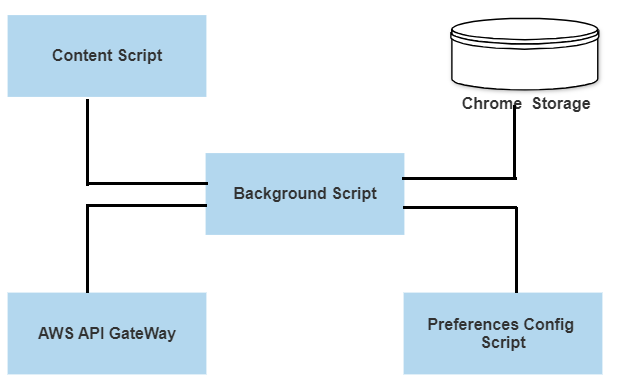 Content Script
Chrome Storage
Background Script
AWS API GateWay
Preferences Config
Script